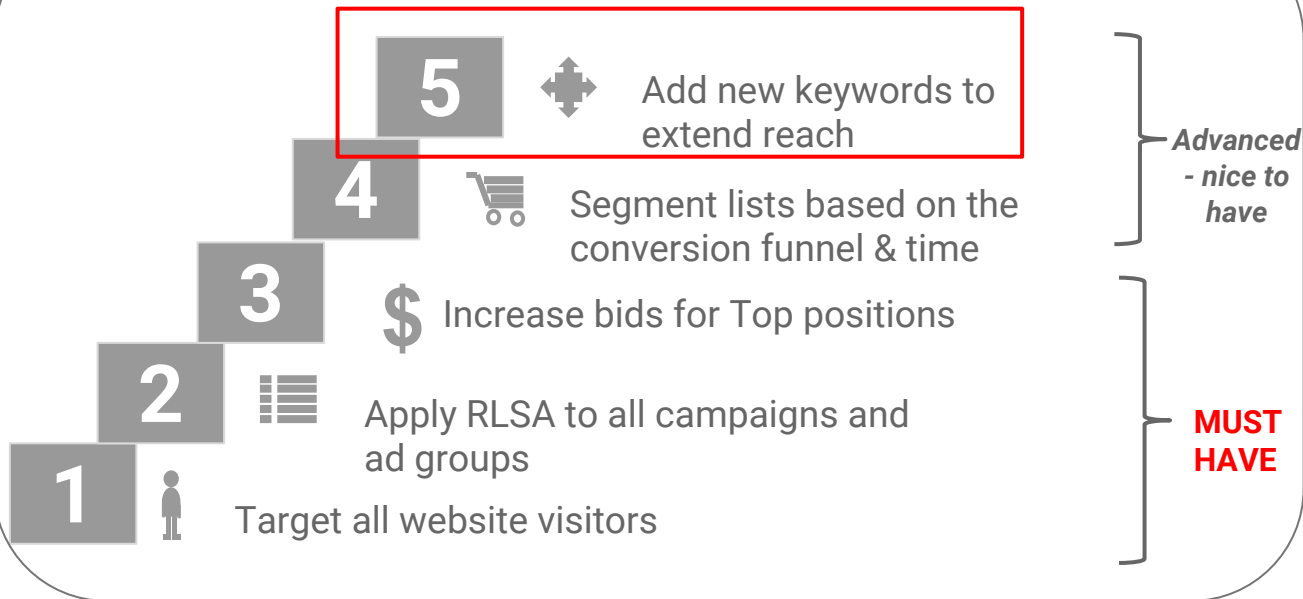 5
Add new keywords to
extend reach
4
Segment lists based on the
conversion funnel & time
Advanced
- nice to
have
3
$
Increase bids for Top positions
2
Apply RLSA to all campaigns and
ad groups
1
Target all website visitors
MUST
HAVE